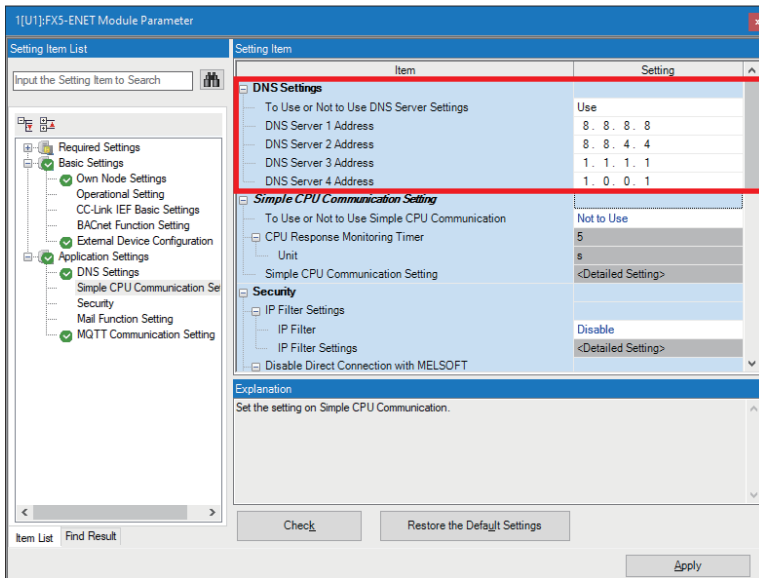 1[U1]:FX5-ENET Module Parameter
Setting Item List
Input the Setting Item to Search
Required Settings
Basic Settings
Own Node Settings
Operational Setting
CC-Link IEF Basic Settings
BACnet Function Setting
External Device Configuration
Application Settings
DNS Settings
Simple CPU Communication Se
Security
Mail Function Setting
MQTT Communication Setting
Item List Find Result
Setting Item
Item Setting
DNS Settings
To Use or Not to Use DNS Server Settings Use
DNS Server 1 Address 8. 8. 8. 8
DNS Server 2 Address 8. 8. 4. 4
DNS Server 3 Address 1. 1. 1. 1
DNS Server 4 Address 1. 0. 0. 1
Simple CPU Communication Setting
To Use or Not to Use Simple CPU Communication Not to Use
CPU Response Monitoring Timer 5
Unit s
Simple CPU Communication Setting <Detailed Setting>
Security
IP Filter Settings
IP Filter Disable
IP Filter Settings <Detailed Setting>
Disable Direct Connection with MELSOFT
Explanation
Set the setting on Simple CPU Communication.
Check Restore the Default Settings
Apply